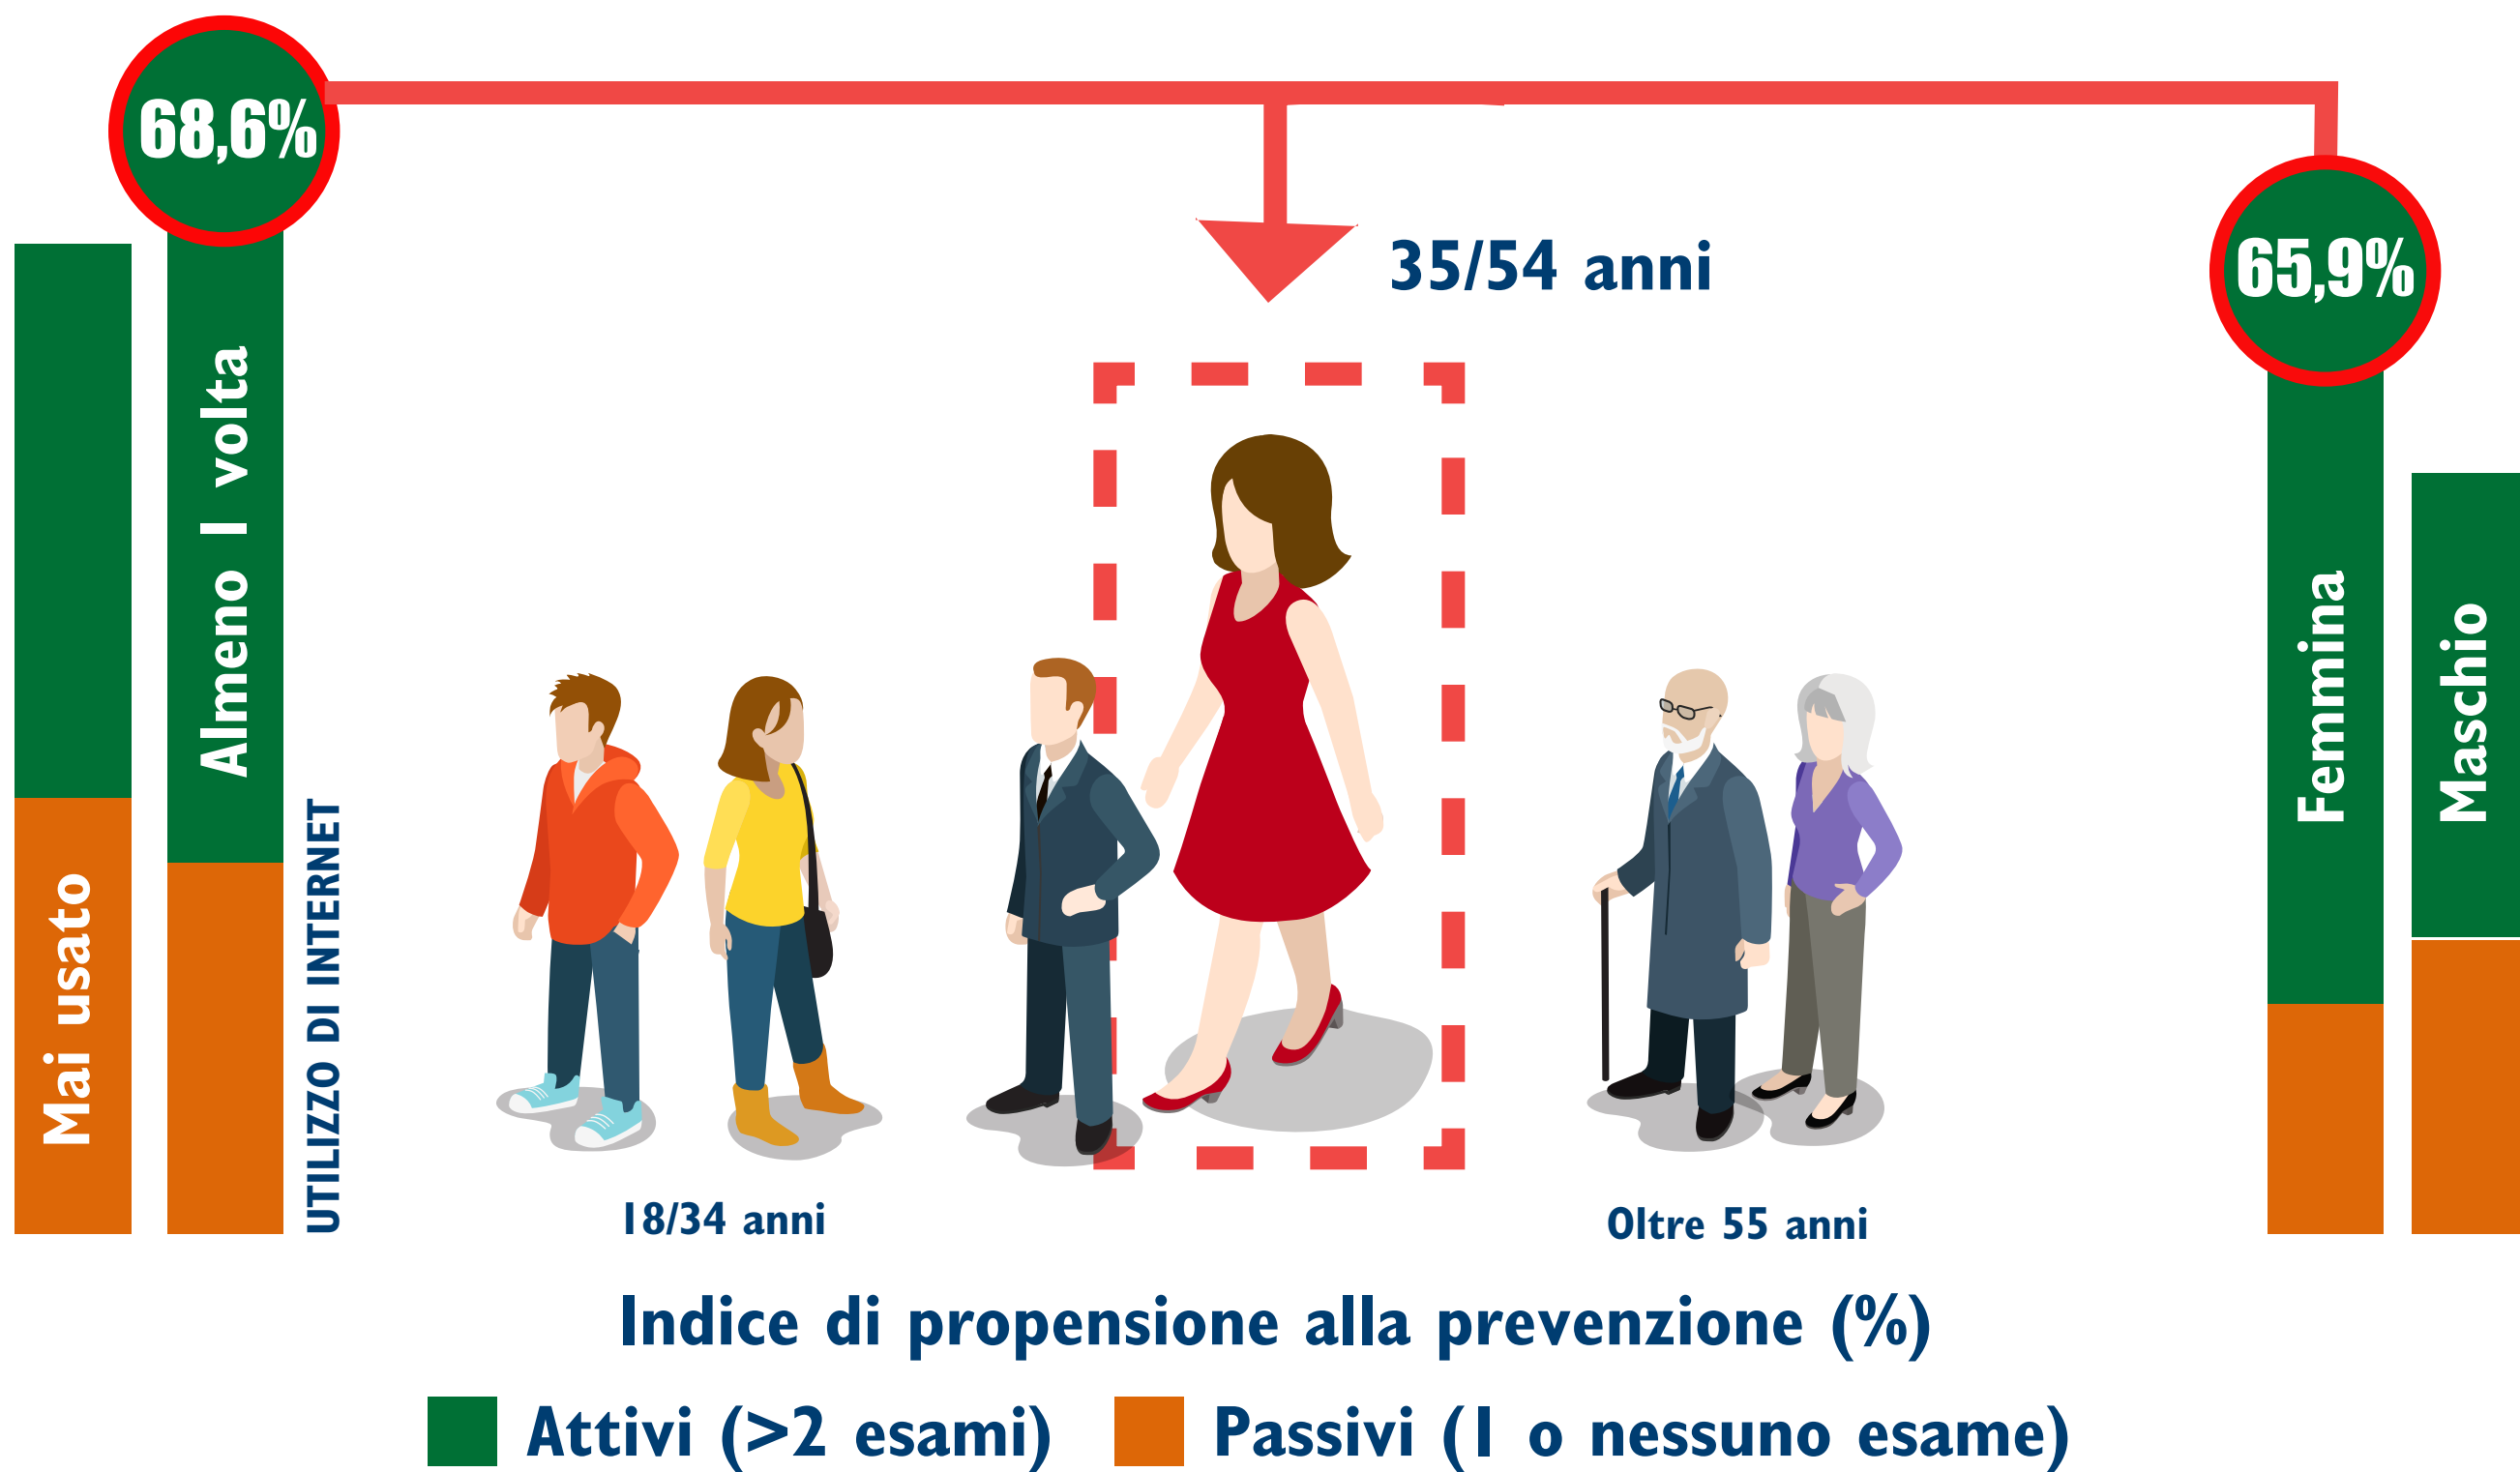 68,6%
65,9%
35/54 anni
Mai usato
Almeno 1 volta
UTILIZZO DI INTERNET
Femmina
Maschio
18/34 anni
Oltre 55 anni
Indice di propensione alla prevenzione (%)
Attivi (>2 esami)
Passivi (1 o nessuno esame)